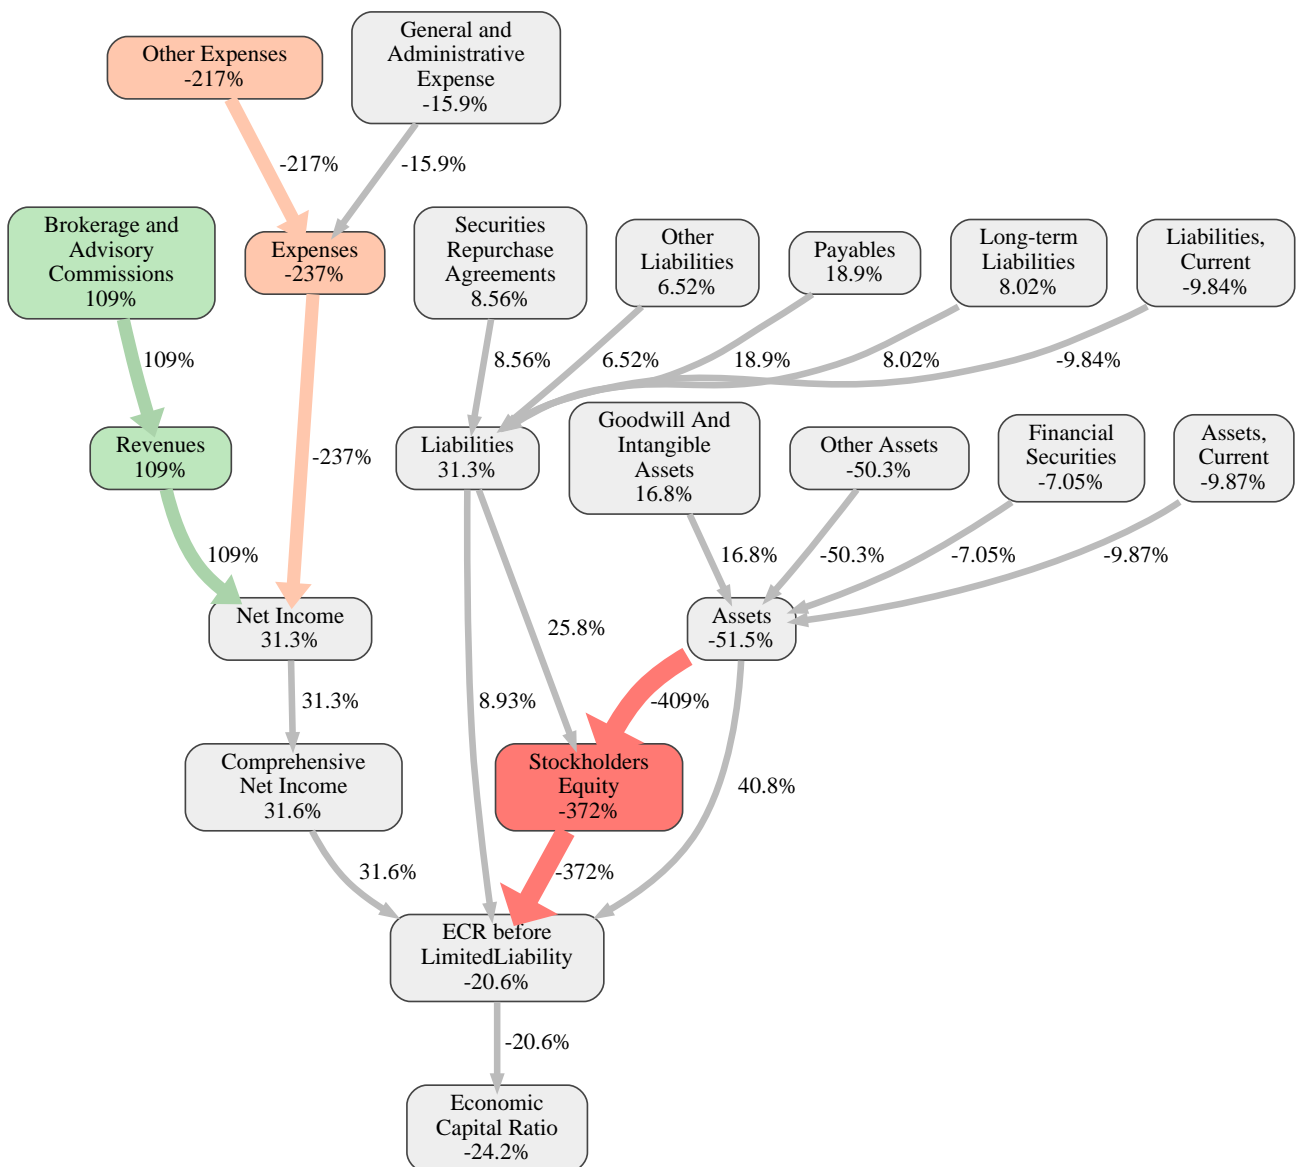 Other Expenses
-217%
General and
Administrative
Expense
-15.9%
-217%
-15.9%
Brokerage and
Advisory
Commissions
109%
Expenses
-237%
Securities
Repurchase
Agreements
8.56%
Other
Liabilities
6.52%
Payables
18.9%
Long-term
Liabilities
8.02%
Liabilities,
Current
-9.84%
109%
8.56%
6.52%
18.9%
8.02%
-9.84%
Revenues
109%
-237%
Liabilities
31.3%
Goodwill And
Intangible
Assets
16.8%
Other Assets
-50.3%
Financial
Securities
-7.05%
Assets,
Current
-9.87%
109%
16.8%
-50.3%
-7.05%
-9.87%
Net Income
31.3%
25.8%
Assets
-51.5%
31.3%
8.93%
-409%
Comprehensive
Net Income
31.6%
Stockholders
Equity
-372%
40.8%
31.6%
-372%
ECR before
LimitedLiability
-20.6%
-20.6%
Economic
Capital Ratio
-24.2%